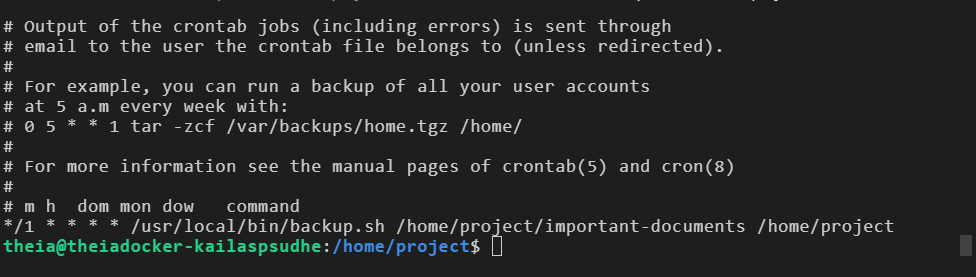 # Output of the crontab jobs (including errors) is sent through
# email to the user the crontab file belongs to (unless redirected).
#
# For example, you can run a backup of all your user accounts
# at 5 a.m every week with:
# 0 5 * * 1 tar -zcf /var/backups/home.tgz /home/
#
# For more information see the manual pages of crontab(5) and cron(8)
#
# m h  dom mon dow   command
*/1 * * * * /usr/local/bin/backup.sh /home/project/important-documents /home/project
theia@theiadocker-kailaspsudhe:/home/project$